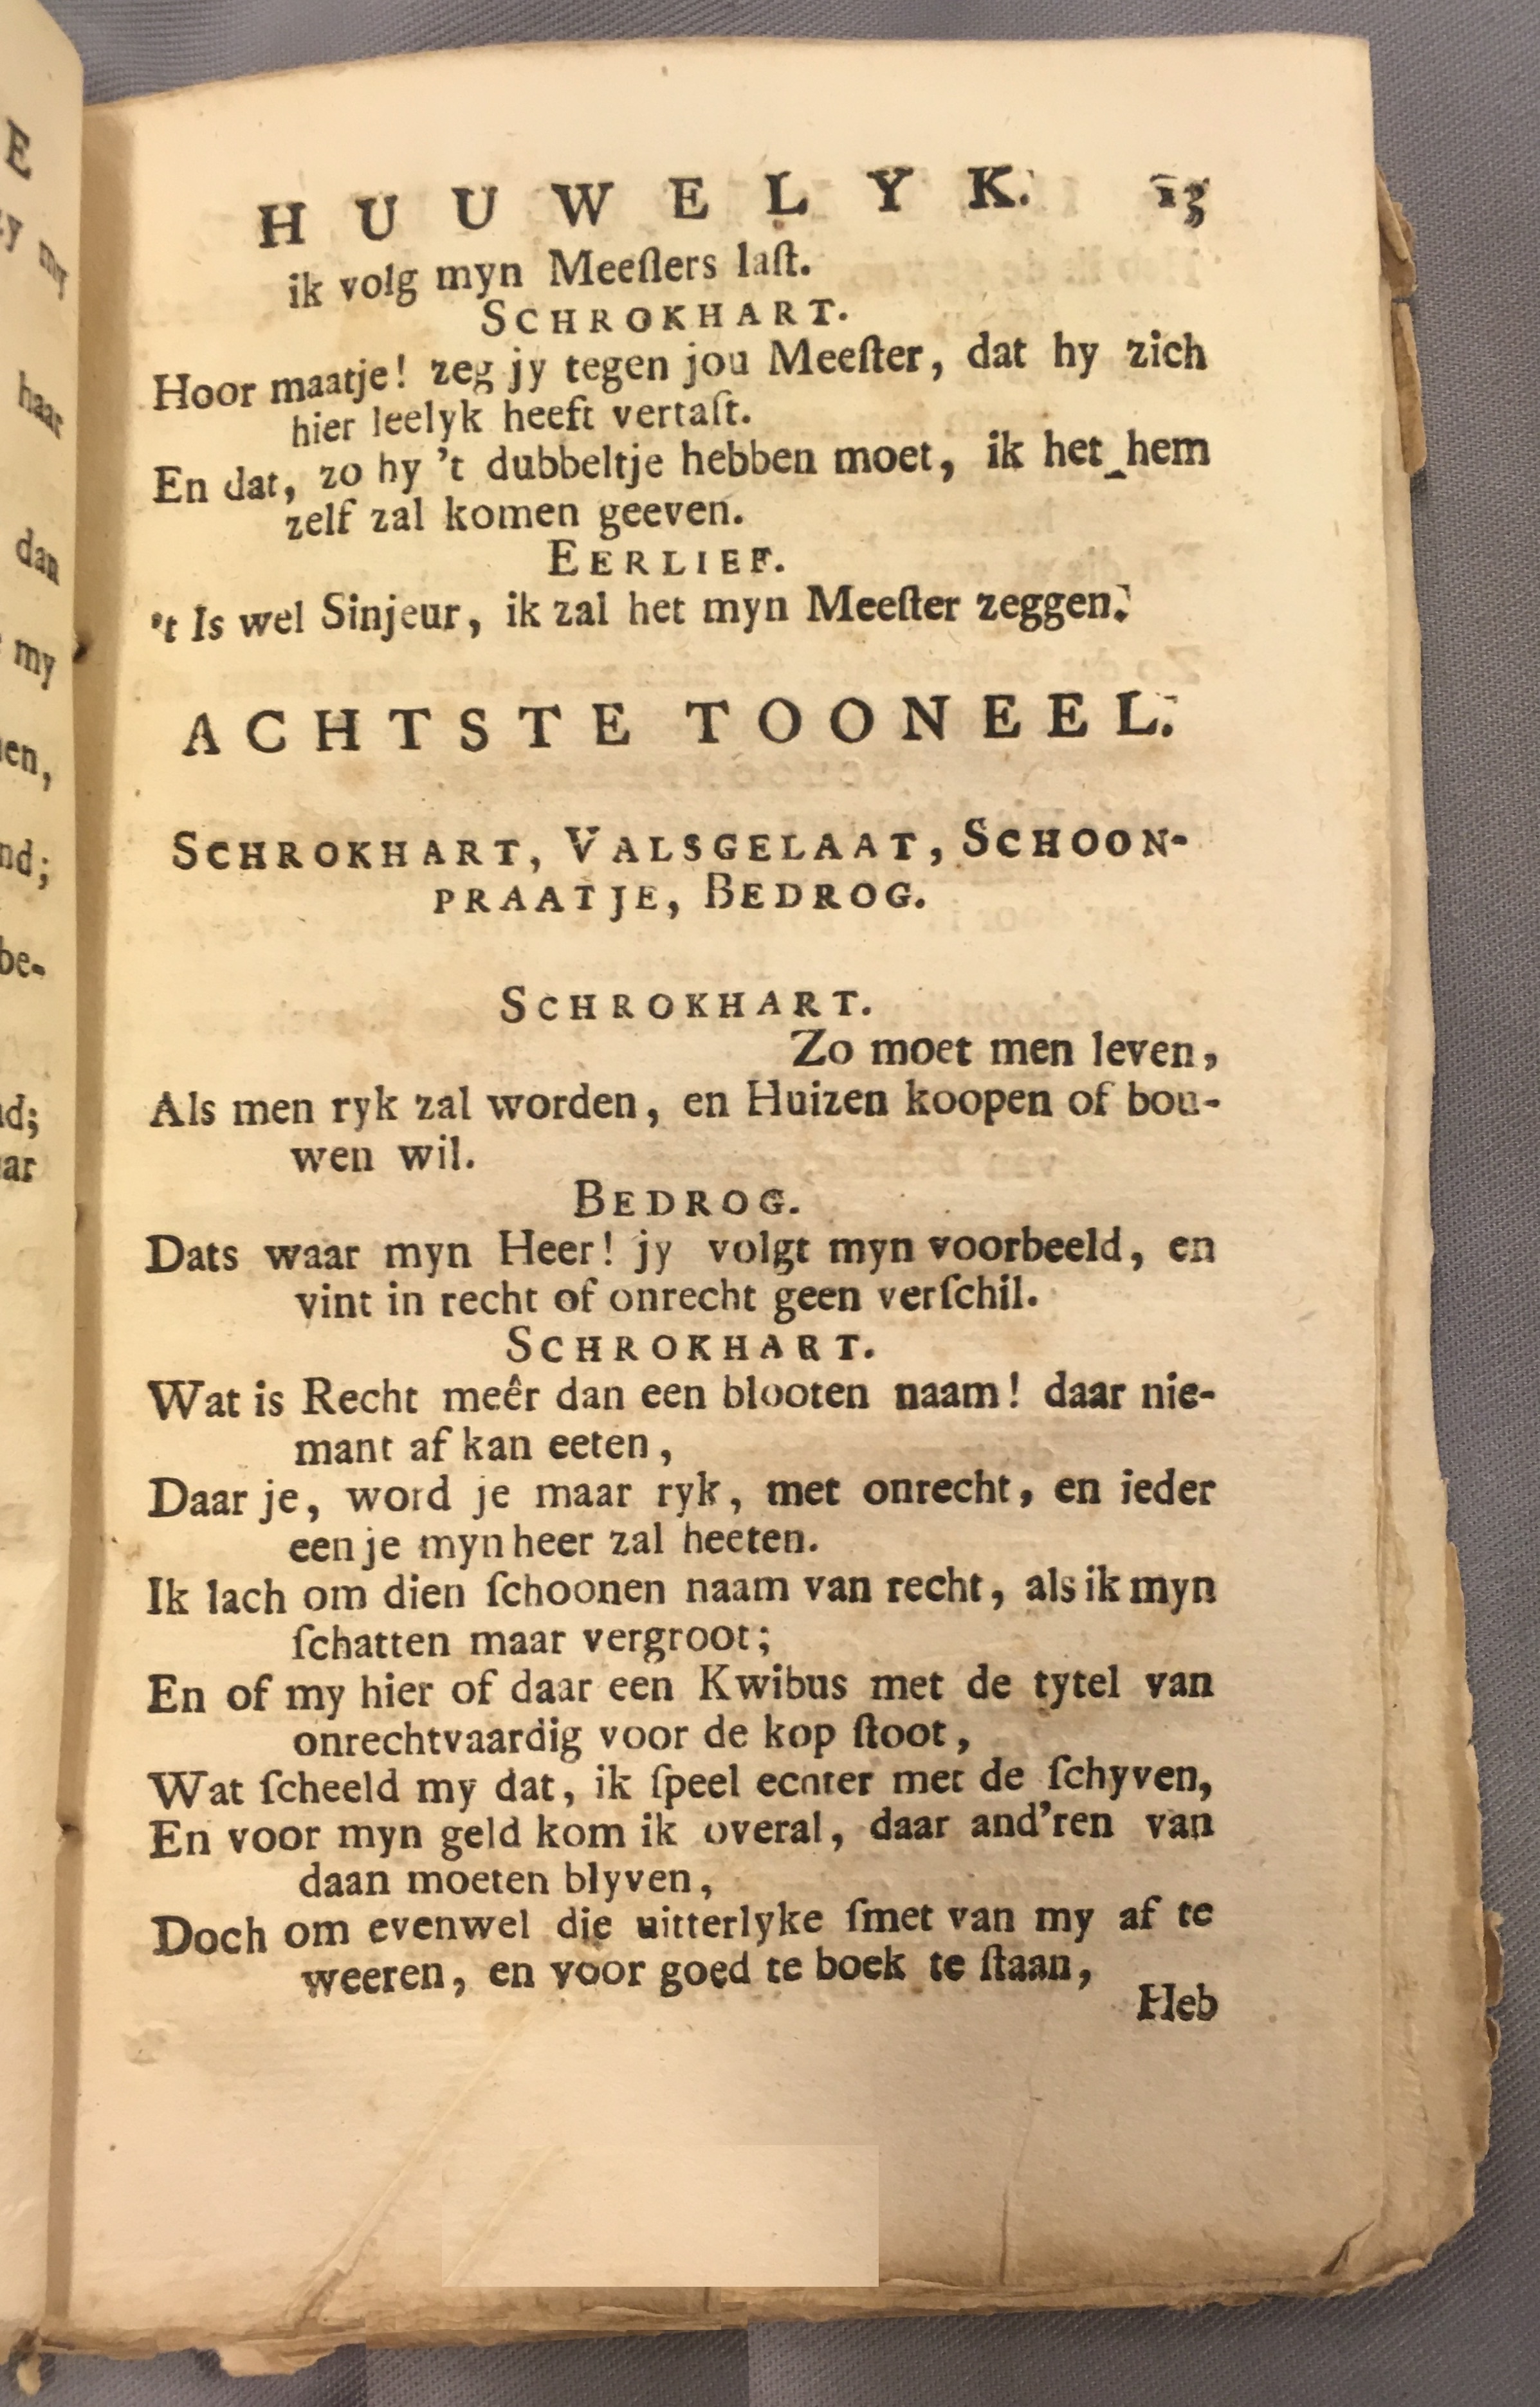 HUUWELYK. 13
ik volg myn Meeſters laſt.
SCHROKHART.
Hoor maatje! zeg jy tegen jou Meeſter, dat hy zich
hier leelyk heeft vertaſt.
En dat, zo hy 't dubbeltje hebben moet, ik het hem
zelf zal komen geeven.
EERLIEF.
't Is wel Sinjeur, ik zal het myn Meeſter zeggen.
ACHTSTE TOONEEL.
SCHROKHART, VALSGELAAT, SCHOON-
PRAATJE, BEDROG.
SCHROKHART.
Zo moet men leven,
Als men ryk zal worden, en Huizen koopen of bou-
wen wil.
BEDROG.
Dats waar myn Heer! jy volgt myn voorbeeld, en
vint in recht of onrecht geen verſchil.
SCHROKHART.
Wat is Recht meêr dan een blooten naam! daar nie-
mant af kan eeten,
Daar je, word je maar ryk, met onrecht, en ieder
een je myn heer zal heeten.
Ik lach om dien ſchoonen naam van recht, als ik myn
ſchatten maar vergroot;
En of my hier of daar een Kwibus met de tytel van
onrechtvaardig voor de kop ſtoot,
Wat ſcheeld my dat, ik ſpeel echter met de ſchyven,
En voor myn geld kom ik overal, daar and'ren van
daan moeten blyven,
Doch om evenwel die uitterlyke ſmet van my af te
weeren, en voor goed te boek te ſtaan,
Heb
E
my
haar
dan
my
en,
nd;
be-
d;
ar